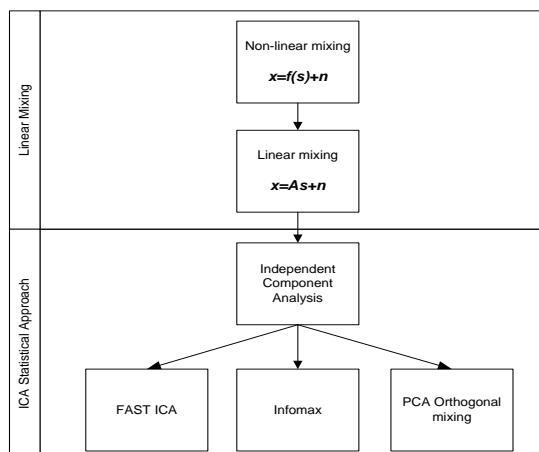 Linear Mixing
Non-linear mixing
x=f(s)+n
Linear mixing
x=As+n
ICA Statistical Approach
Independent
Component
Analysis
FAST ICA
Infomax
PCA Orthogonal
mixing